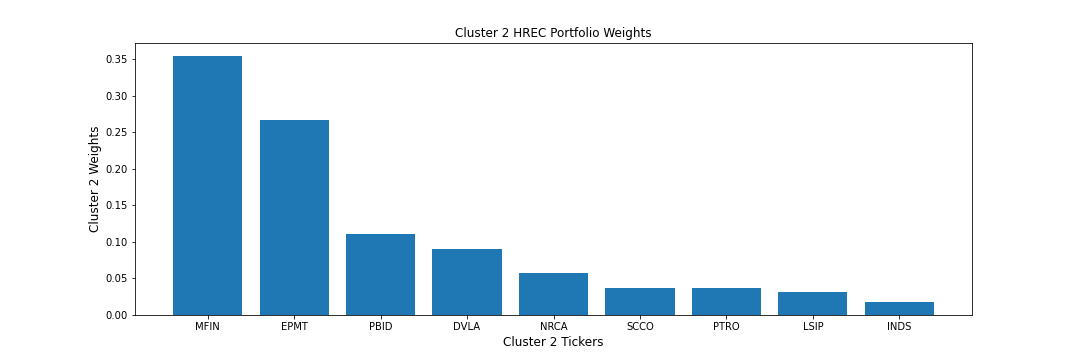 Cluster 2 HREC Portfolio Weights
Cluster 2 Weights
0.35
0.30
0.25
0.20
0.15
0.10
0.05
0.00
MFIN EPMT PBID DVLA NRCA SCCO PTRO LSIP INDS
Cluster 2 Tickers